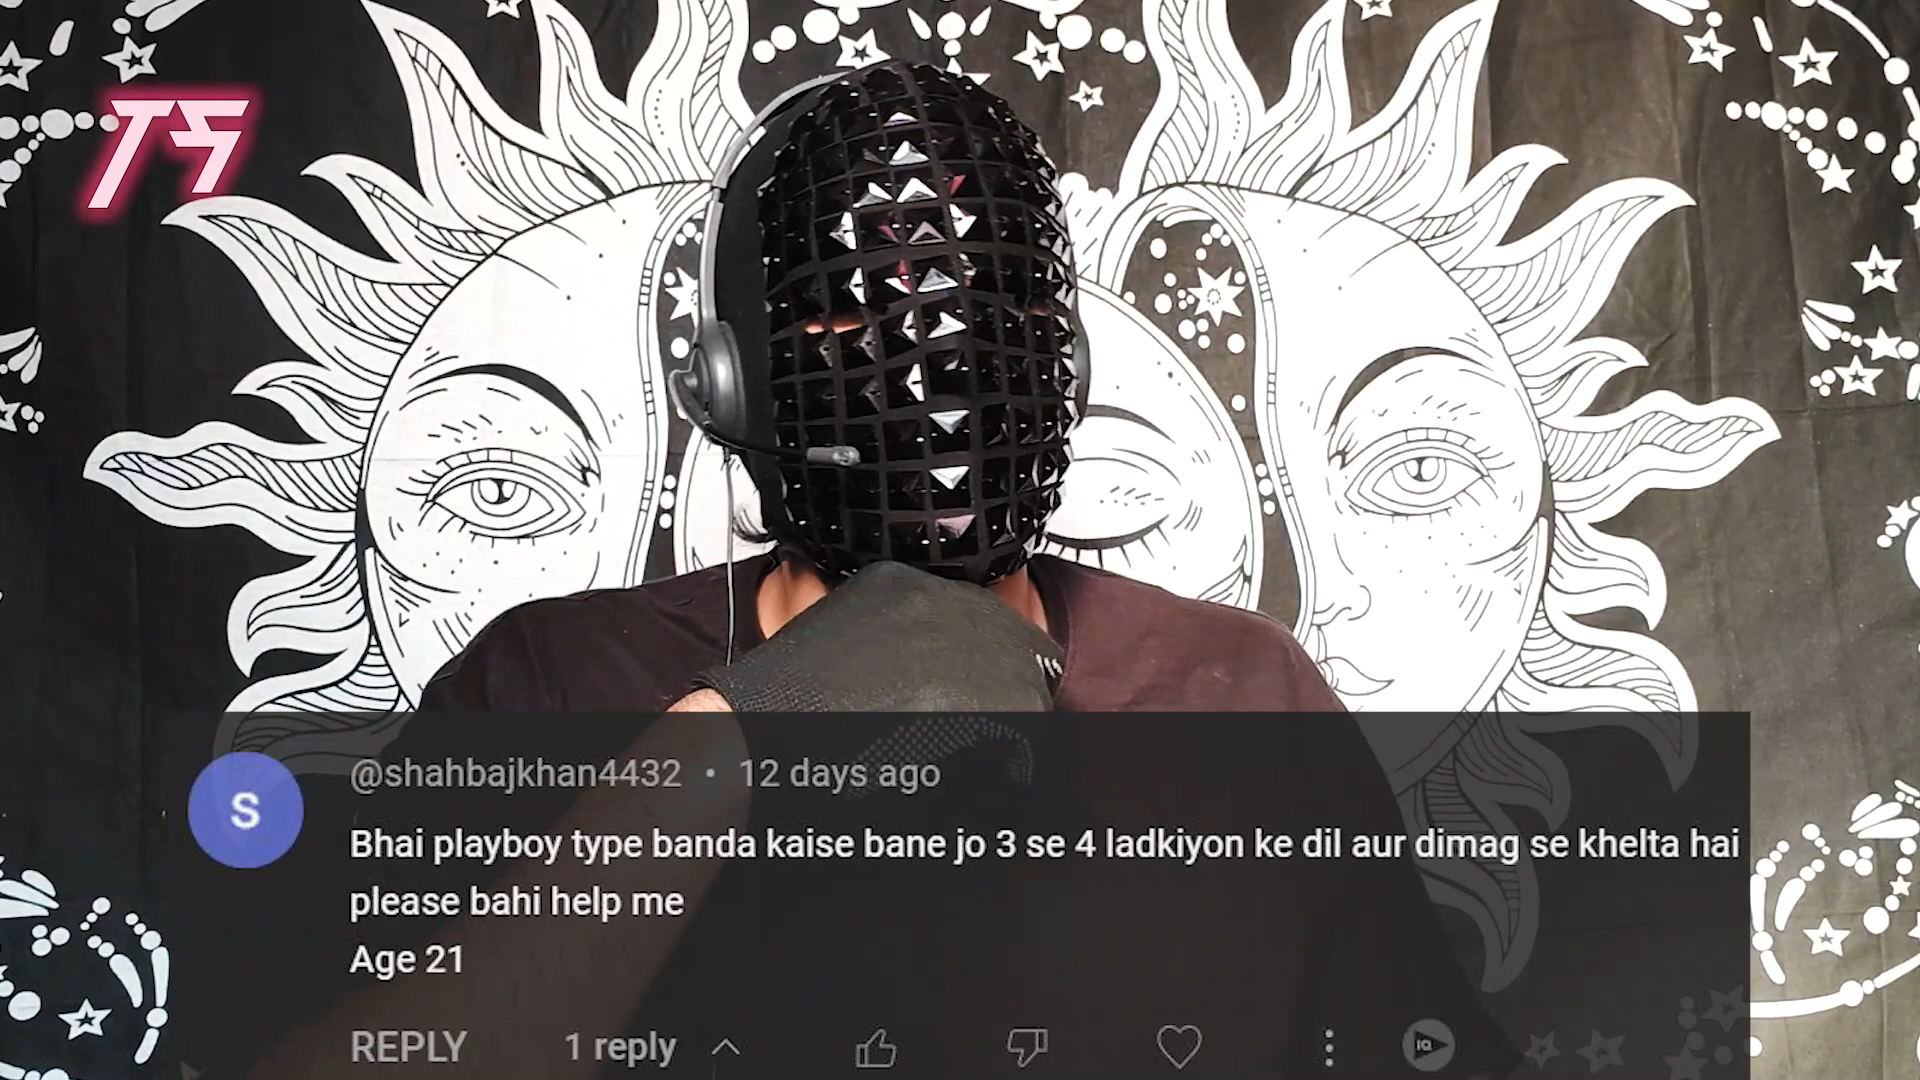 TS
@shahbajkhan4432 • 12 days ago
S
Bhai playboy type banda kaise bane jo 3 se 4 ladkiyon ke dil aur dimag se khelta hai
please bahi help me
Age 21
REPLY 1 reply
IQ